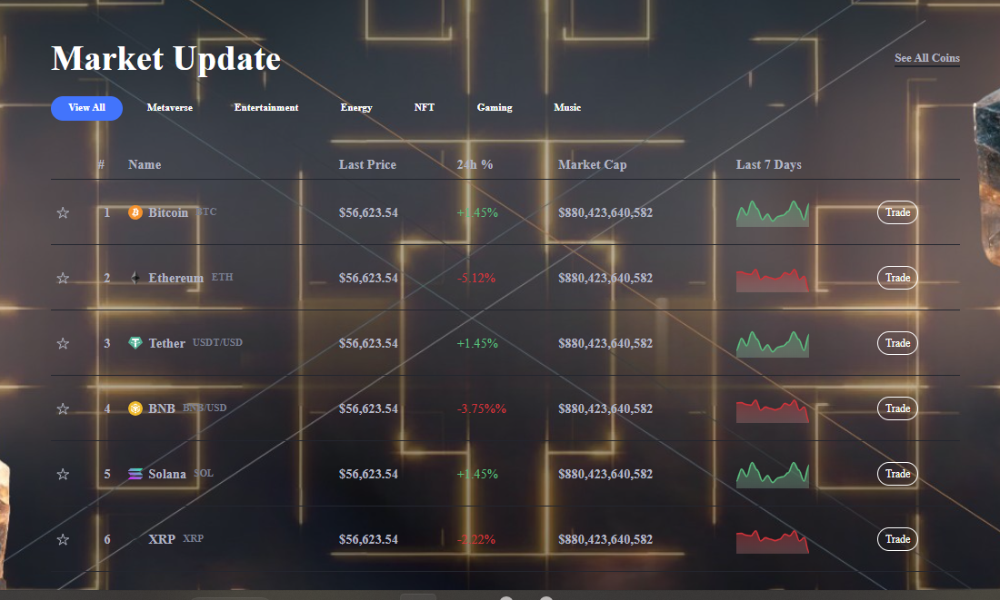 Market Update
See All Coins
View All Metaverse Entertainment Energy NFT Gaming Music
# Name Last Price 24h % Market Cap Last 7 Days
1 Bitcoin BTC $56,623.54 +1.45% $880,423,640,582 Trade
2 Ethereum ETH $56,623.54 -5.12% $880,423,640,582 Trade
3 Tether USDT/USD $56,623.54 +1.45% $880,423,640,582 Trade
4 BNB BNB/USD $56,623.54 -3.75%% $880,423,640,582 Trade
5 Solana SOL $56,623.54 +1.45% $880,423,640,582 Trade
6 XRP XRP $56,623.54 -2.22% $880,423,640,582 Trade